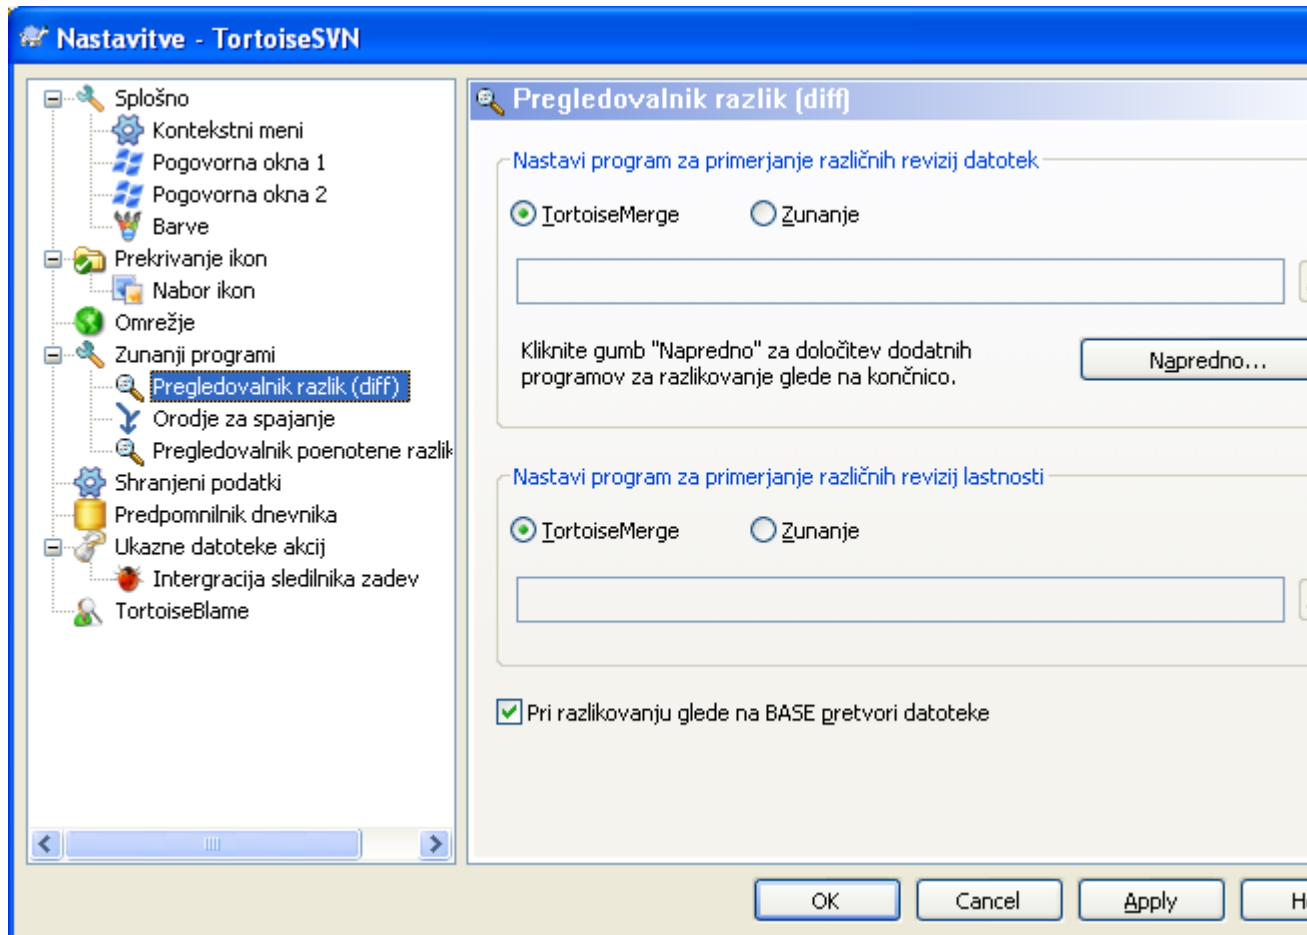 Nastavitve - TortoiseSVN
Splošno
Kontekstni meni
Pogovorna okna 1
Pogovorna okna 2
Barve
Prekrivanje ikon
Nabor ikon
Omrežje
Zunanji programi
Pregledovalnik razlik (diff)
Orodje za spajanje
Pregledovalnik poenotene razlik
Shranjeni podatki
Predpomnilnik dnevnika
Ukazne datoteke akcij
Intergracija sledilnika zadev
TortoiseBlame
Pregledovalnik razlik (diff)
Nastavi program za primerjanje različnih revizij datotek
TortoiseMerge Zunanje
Kliknite gumb "Napredno" za določitev dodatnih
programov za razlikovanje glede na končnico.
Napredno...
Nastavi program za primerjanje različnih revizij lastnosti
TortoiseMerge Zunanje
Pri razlikovanju glede na BASE pretvori datoteke
OK Cancel Apply